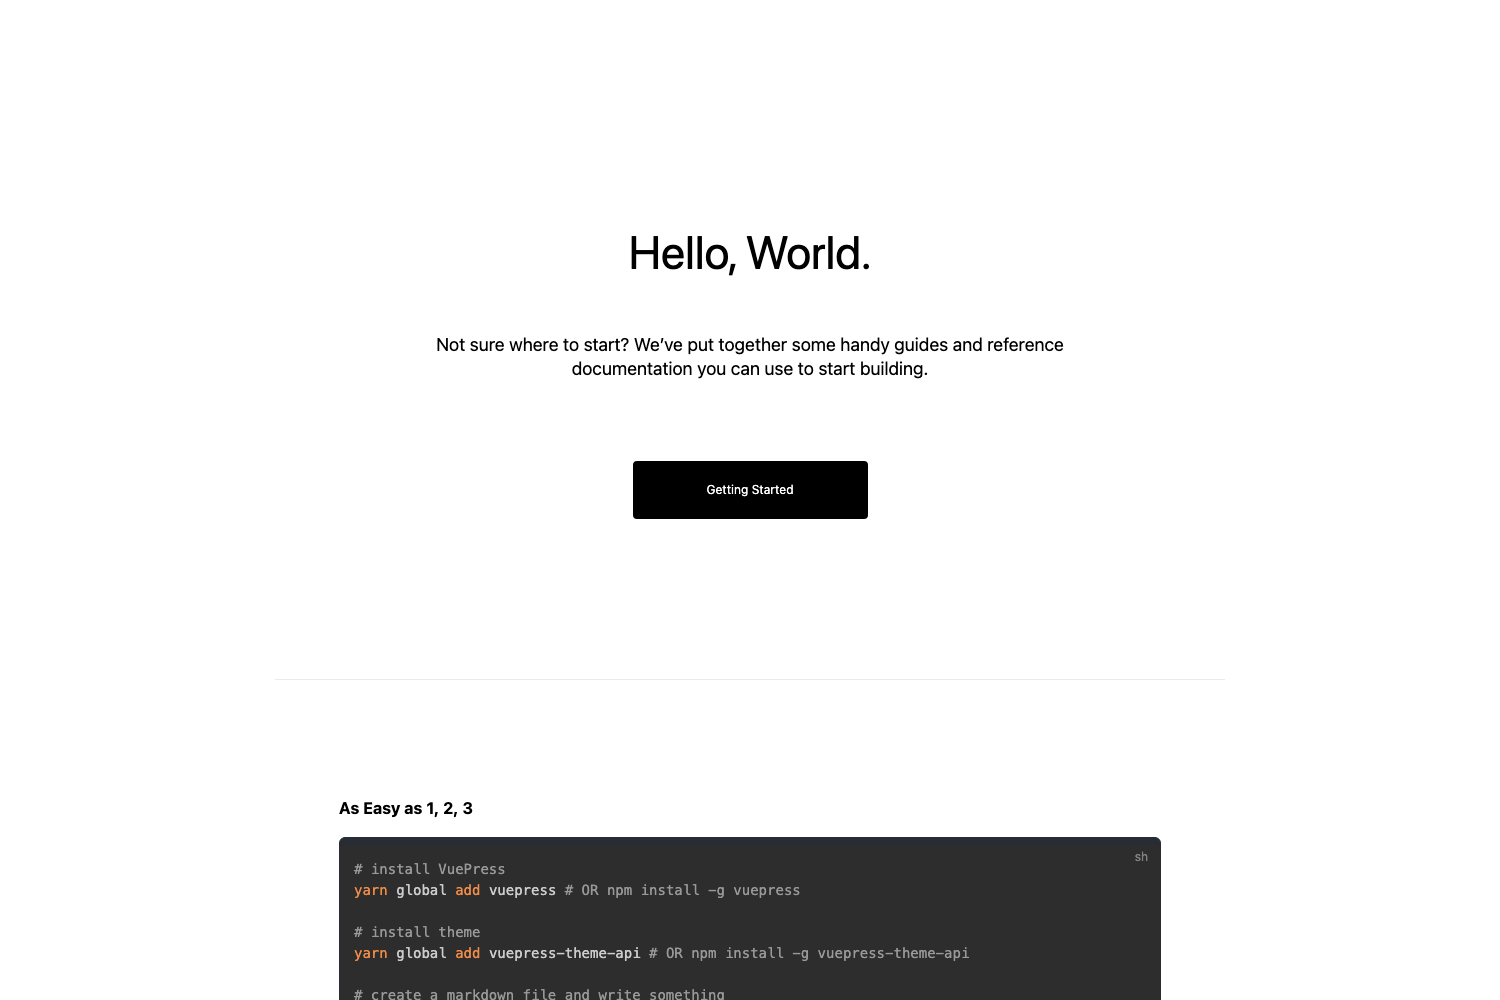 Hello, World.
Not sure where to start? We’ve put together some handy guides and reference
documentation you can use to start building.
Getting Started
As Easy as 1, 2, 3
sh
# install VuePress
yarn global add vuepress # OR npm install -g vuepress
# install theme
yarn global add vuepress-theme-api # OR npm install -g vuepress-theme-api
# create a markdown file and write something